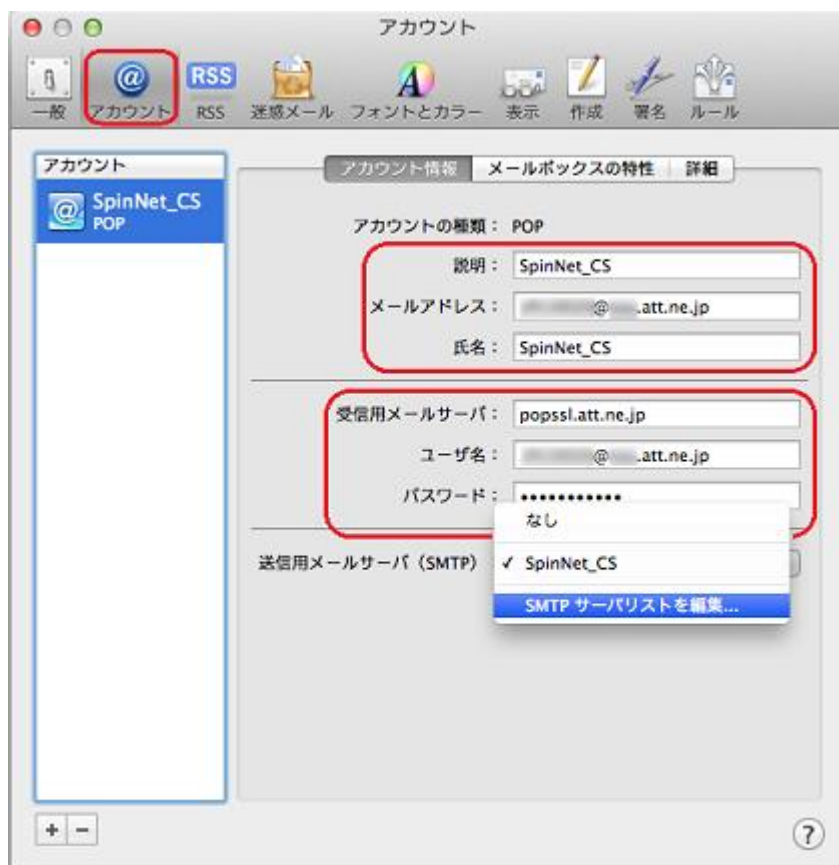 アカウント
RSS
一般 アカウント RSS 迷惑メール フォントとカラー 表示 作成 署名 ルール
アカウント
SpinNet_CS
POP
アカウント情報 メールボックスの特性 詳細
アカウントの種類： POP
説明： SpinNet_CS
メールアドレス： @ .att.ne.jp
氏名： SpinNet_CS
受信用メールサーバ： popssl.att.ne.jp
ユーザ名： @ .att.ne.jp
パスワード： •••••••••••
なし
送信用メールサーバ（SMTP） ✓ SpinNet_CS
SMTP サーバリストを編集...
+ − ?